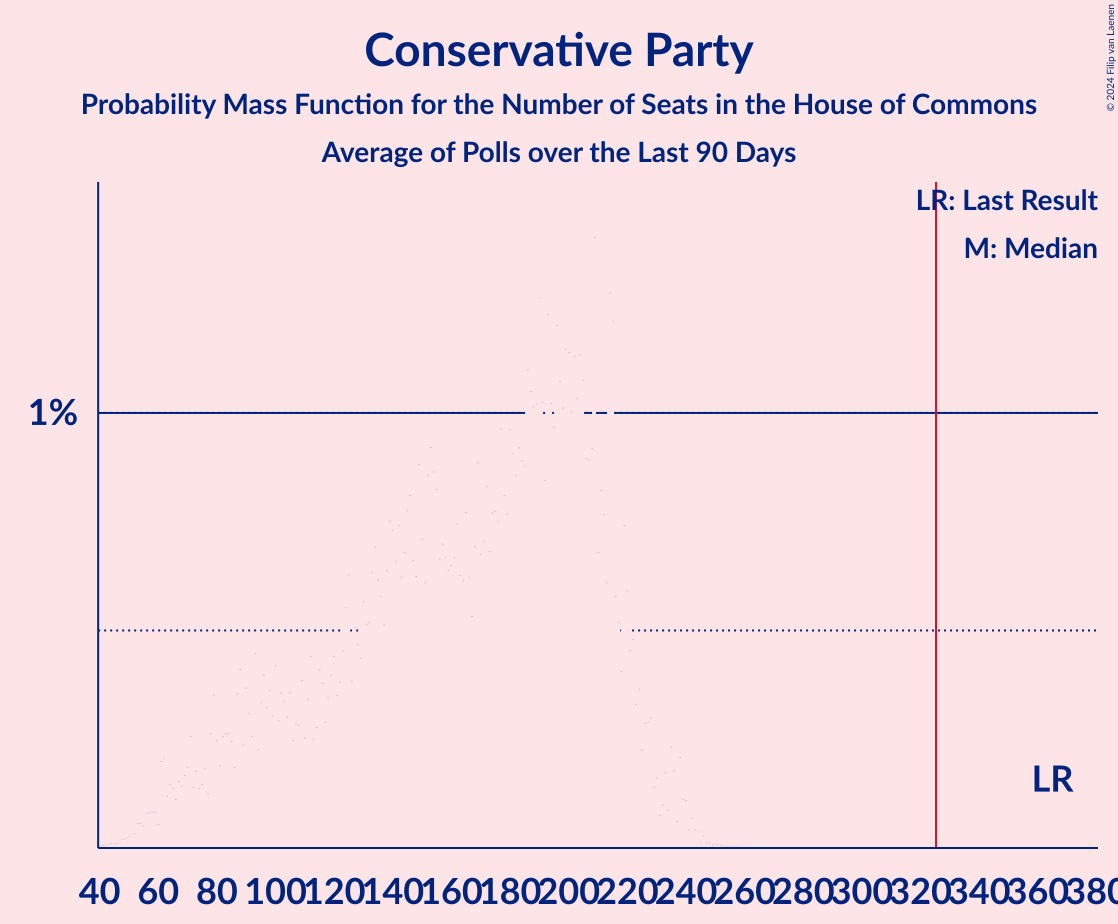 Conservative Party
Probability Mass Function for the Number of Seats in the House of Commons
Average of Polls over the Last 90 Days
© 2024 Filip van Laenen
LR: Last Result
M: Median
1%
LR
40 60 80 100 120 140 160 180 200 220 240 260 280 300 320 340 360 380